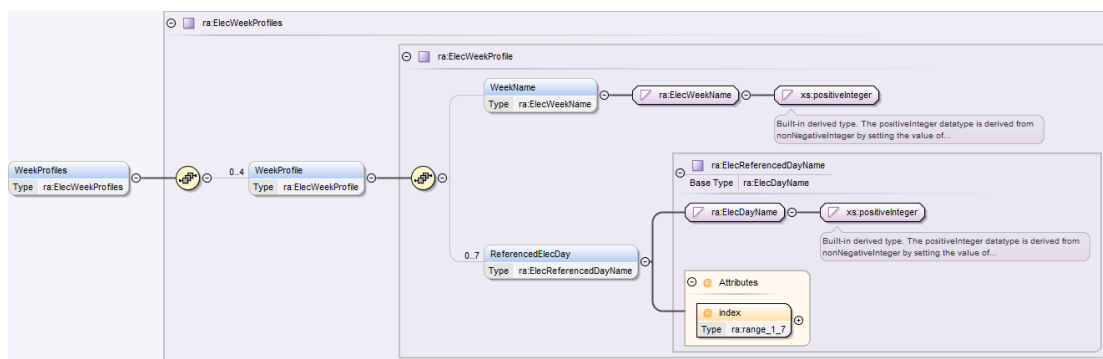 ra:ElecWeekProfiles
ra:ElecWeekProfile
WeekName
Type ra:ElecWeekName
ra:ElecWeekName
xs:positiveInteger
Built-in derived type. The positiveInteger datatype is derived from
nonNegativeInteger by setting the value of...
WeekProfiles
Type ra:ElecWeekProfiles
0..4
WeekProfile
Type ra:ElecWeekProfile
ra:ElecReferencedDayName
Base Type ra:ElecDayName
ra:ElecDayName
xs:positiveInteger
Built-in derived type. The positiveInteger datatype is derived from
nonNegativeInteger by setting the value of...
0..7
ReferencedElecDay
Type ra:ElecReferencedDayName
@ Attributes
@ index
Type ra:range_1_7